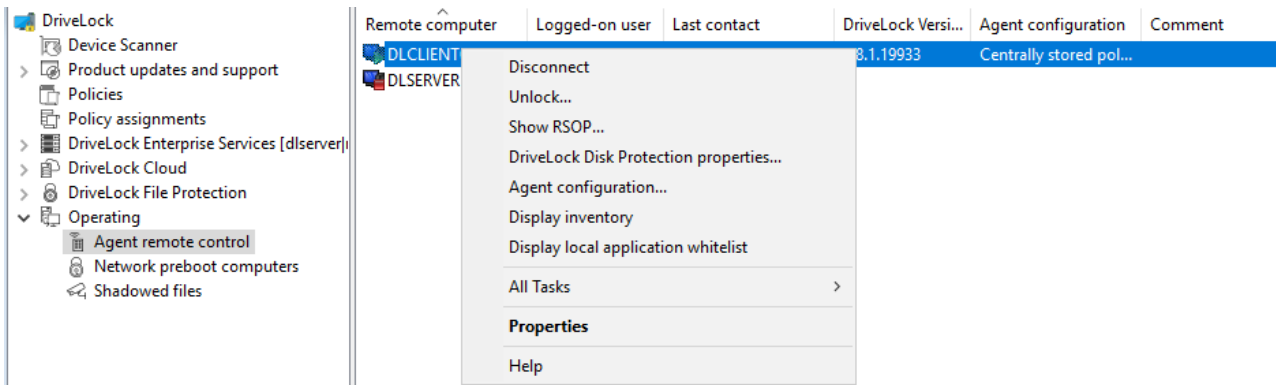 DriveLock
Device Scanner
Product updates and support
Policies
Policy assignments
DriveLock Enterprise Services [dlserver|
DriveLock Cloud
DriveLock File Protection
Operating
Agent remote control
Network preboot computers
Shadowed files
Remote computer Logged-on user Last contact DriveLock Versi... Agent configuration Comment
DLCLIENT 8.1.19933 Centrally stored pol...
DLSERVER
Disconnect
Unlock...
Show RSOP...
DriveLock Disk Protection properties...
Agent configuration...
Display inventory
Display local application whitelist
All Tasks
Properties
Help